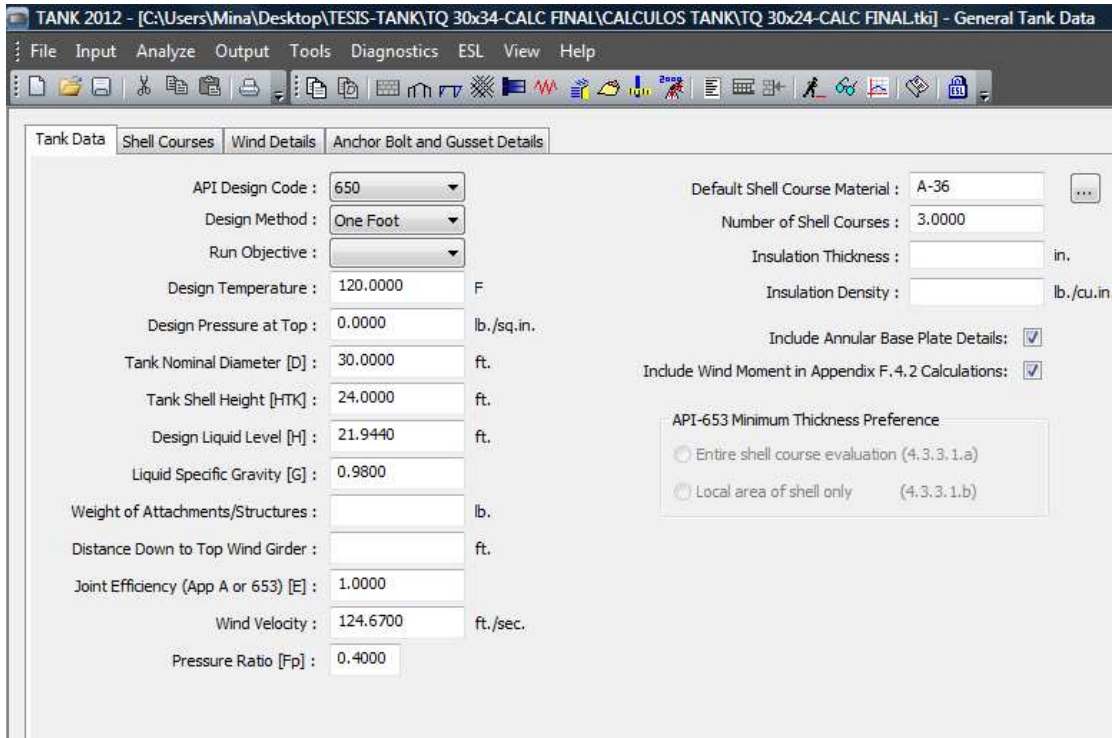 TANK 2012 - [C:\Users\Mina\Desktop\TESIS-TANK\TQ 30x34-CALC FINAL\CALCULOS TANK\TQ 30x24-CALC FINAL.tki] - General Tank Data
File Input Analyze Output Tools Diagnostics ESL View Help
Tank Data Shell Courses Wind Details Anchor Bolt and Gusset Details
API Design Code : 650
Design Method : One Foot
Run Objective :
Design Temperature : 120.0000 F
Design Pressure at Top : 0.0000 lb./sq.in.
Tank Nominal Diameter [D] : 30.0000 ft.
Tank Shell Height [HTK] : 24.0000 ft.
Design Liquid Level [H] : 21.9440 ft.
Liquid Specific Gravity [G] : 0.9800
Weight of Attachments/Structures : lb.
Distance Down to Top Wind Girder : ft.
Joint Efficiency (App A or 653) [E] : 1.0000
Wind Velocity : 124.6700 ft./sec.
Pressure Ratio [Fp] : 0.4000
Default Shell Course Material : A-36 ...
Number of Shell Courses : 3.0000
Insulation Thickness : in.
Insulation Density : lb./cu.in
Include Annular Base Plate Details:
Include Wind Moment in Appendix F.4.2 Calculations:
API-653 Minimum Thickness Preference
Entire shell course evaluation (4.3.3.1.a)
Local area of shell only (4.3.3.1.b)